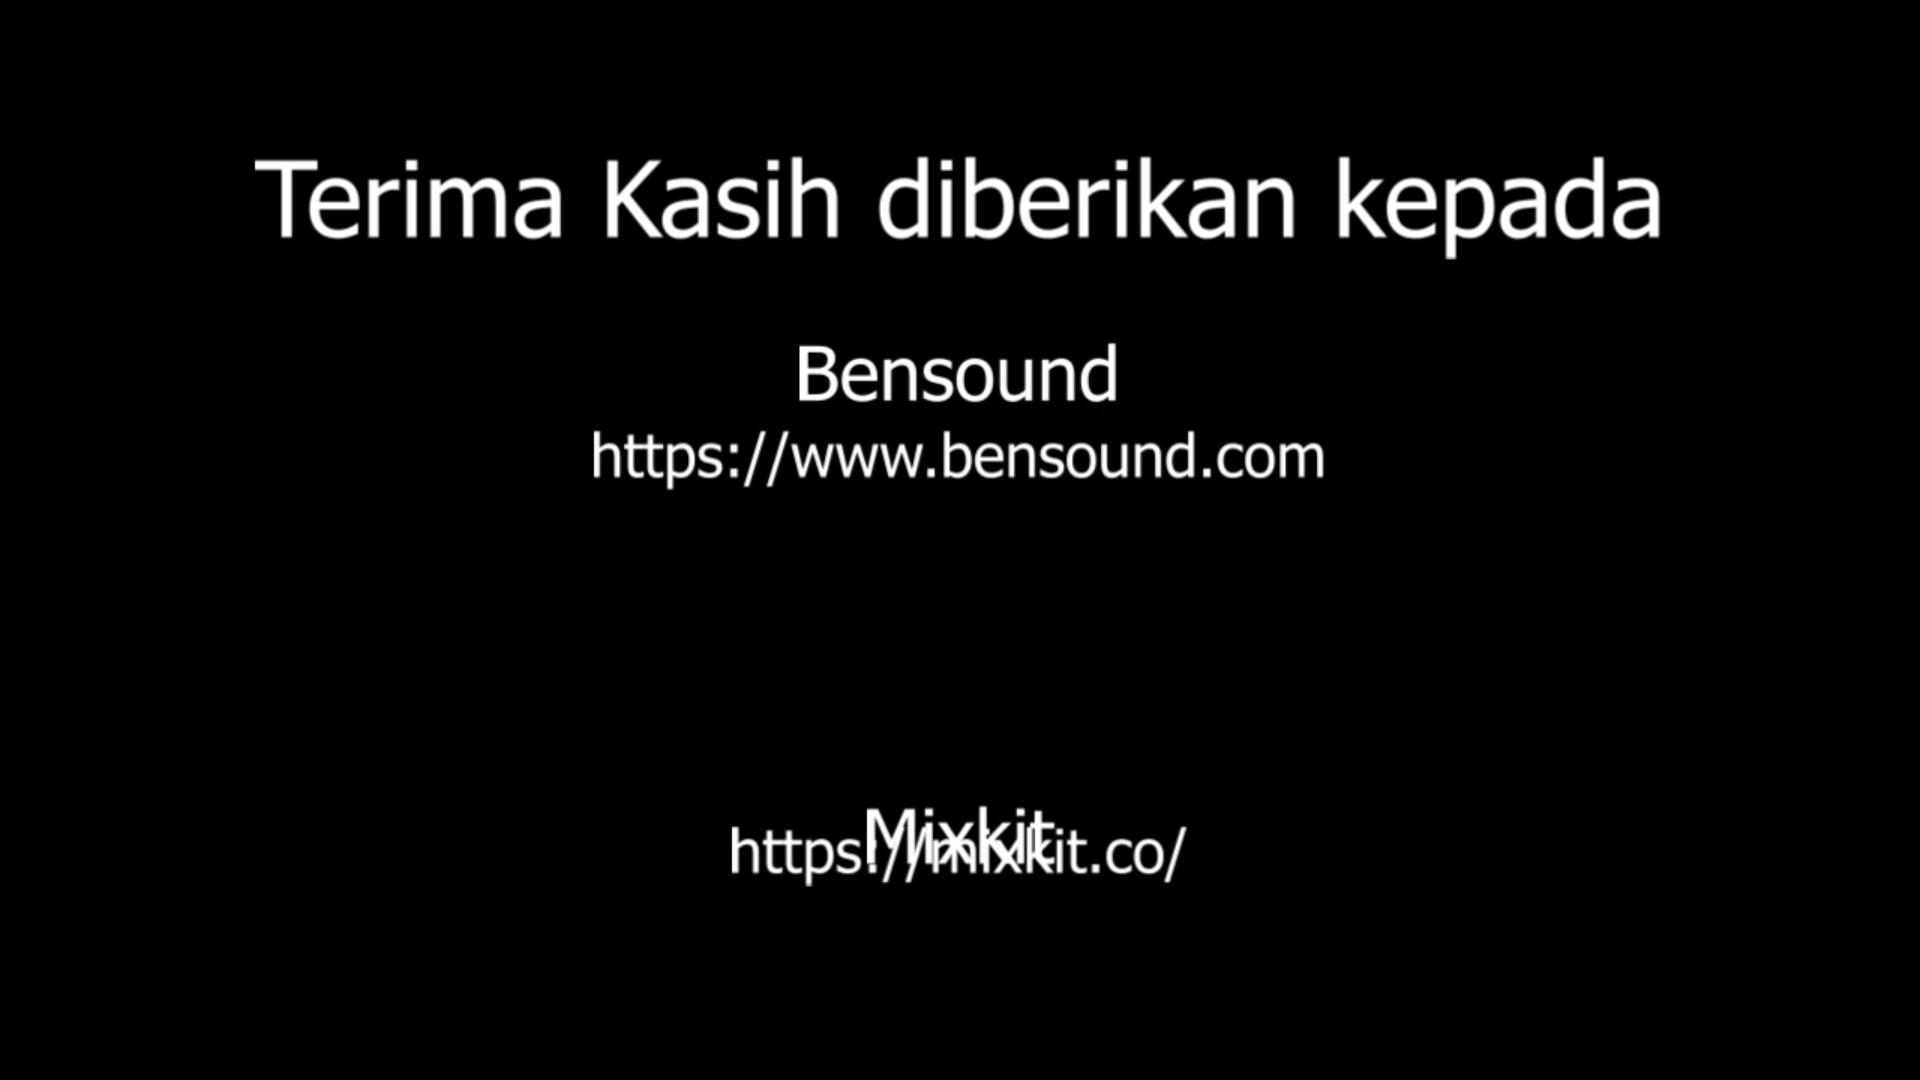 Terima Kasih diberikan kepada
Bensound
https://www.bensound.com
Mixkit
https://mixkit.co/